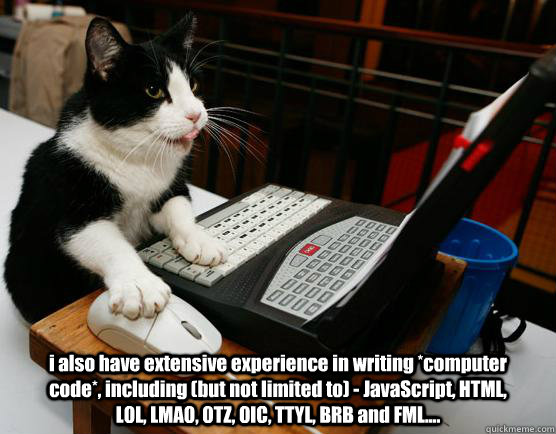 i also have extensive experience in writing *computer
code*, including (but not limited to) - JavaScript, HTML,
LOL, LMAO, OTZ, OIC, TTYL, BRB and FML....
quickmeme.com